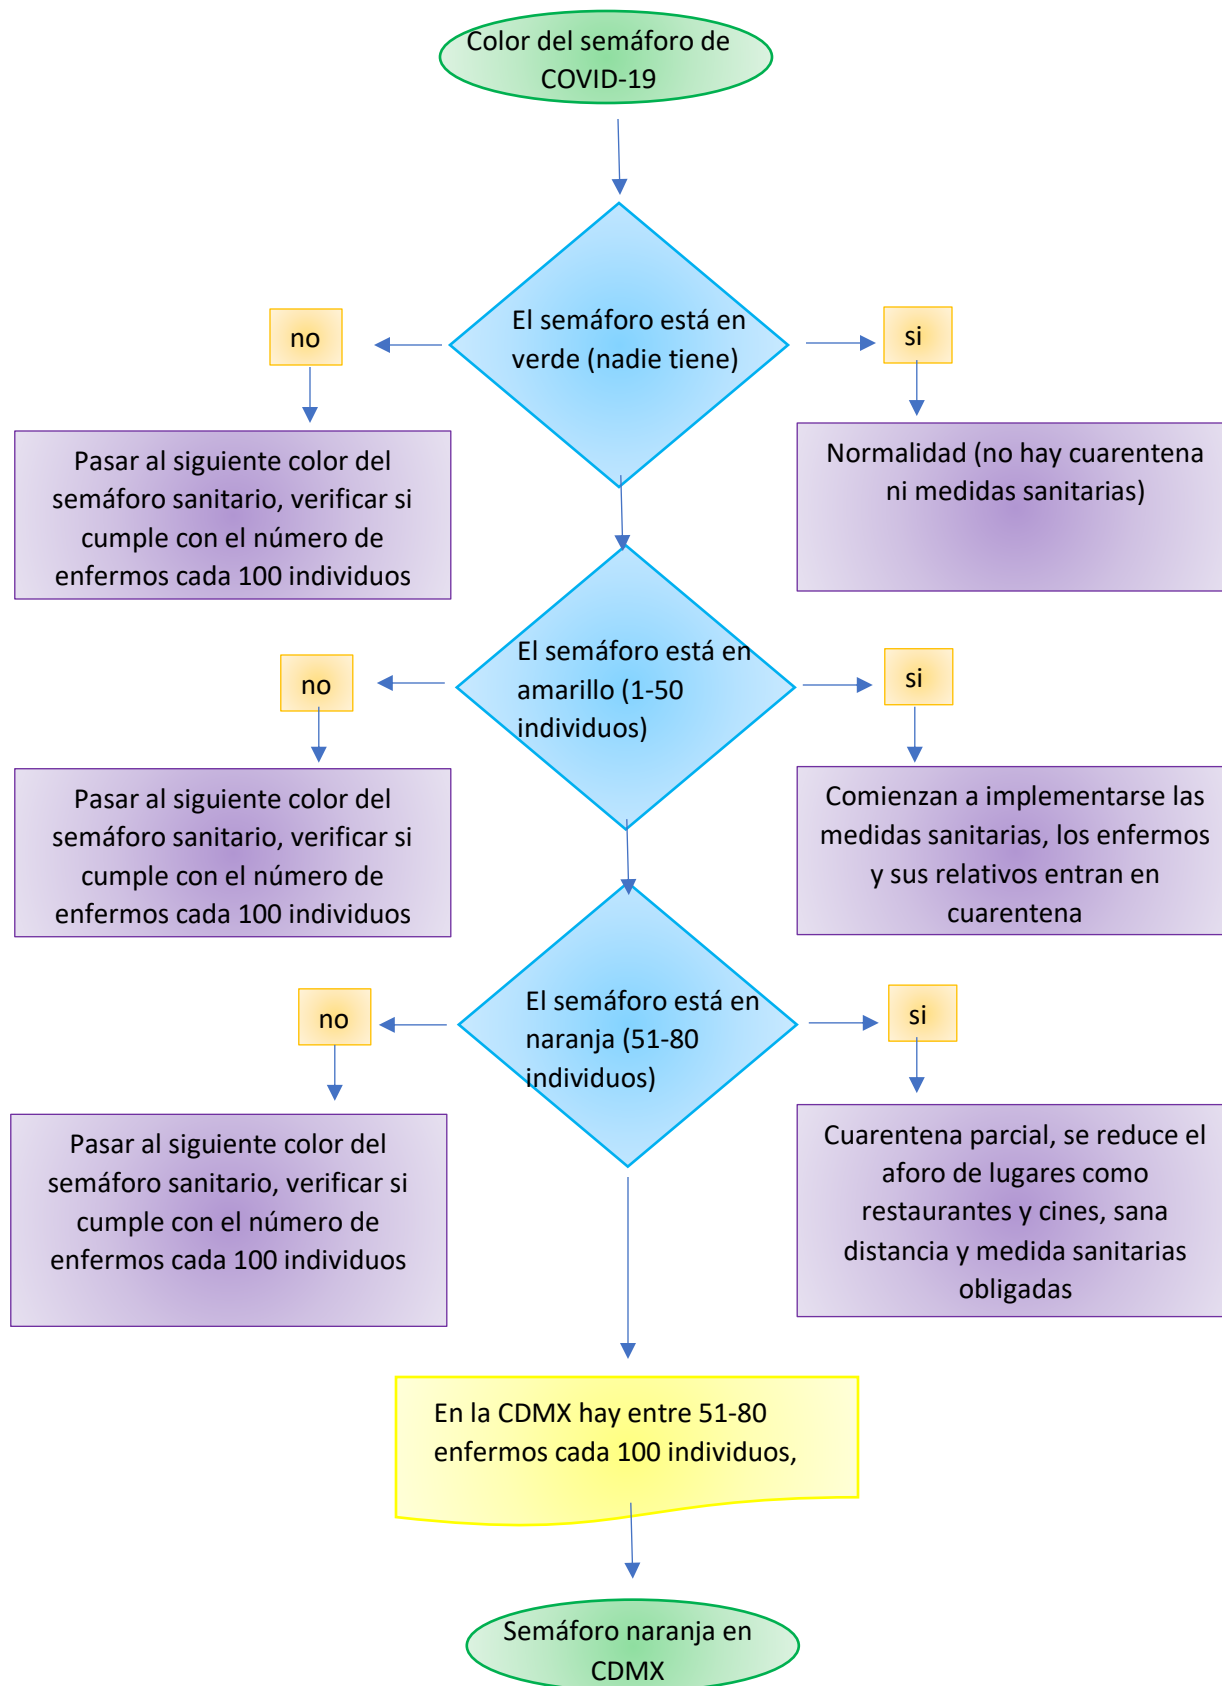 Color del semáforo de
COVID-19
El semáforo está en
verde (nadie tiene)
no
si
Pasar al siguiente color del
semáforo sanitario, verificar si
cumple con el número de
enfermos cada 100 individuos
Normalidad (no hay cuarentena
ni medidas sanitarias)
El semáforo está en
amarillo (1-50
individuos)
no
si
Pasar al siguiente color del
semáforo sanitario, verificar si
cumple con el número de
enfermos cada 100 individuos
Comienzan a implementarse las
medidas sanitarias, los enfermos
y sus relativos entran en
cuarentena
El semáforo está en
naranja (51-80
individuos)
no
si
Pasar al siguiente color del
semáforo sanitario, verificar si
cumple con el número de
enfermos cada 100 individuos
Cuarentena parcial, se reduce el
aforo de lugares como
restaurantes y cines, sana
distancia y medida sanitarias
obligadas
En la CDMX hay entre 51-80
enfermos cada 100 individuos,
Semáforo naranja en
CDMX